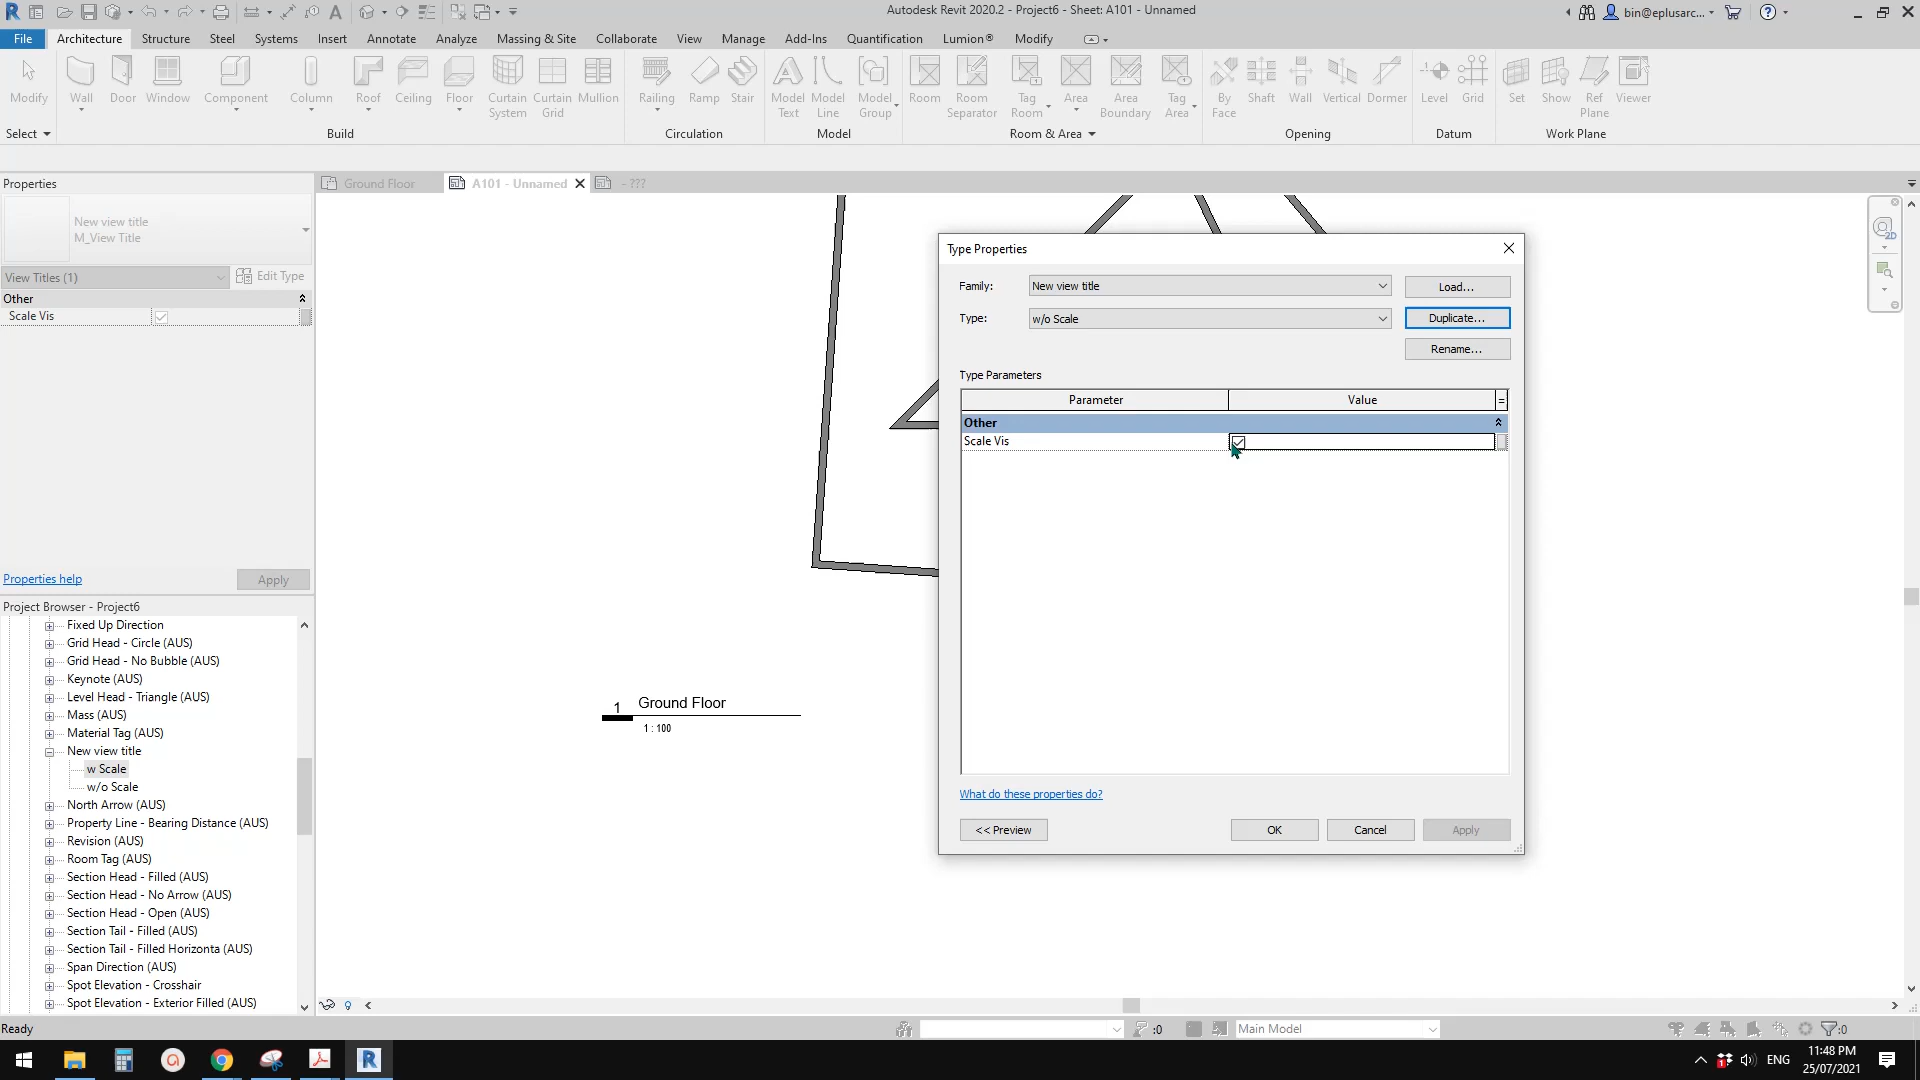 Autodesk Revit 2020.2 - Project6 - Sheet: A101 - Unnamed
bin@eplusarc...
File Architecture Structure Steel Systems Insert Annotate Analyze Massing & Site Collaborate View Manage Add-Ins Quantification Lumion® Modify
Modify Wall Door Window Component Column Roof Ceiling Floor Curtain System Curtain Grid Mullion Railing Ramp Stair Model Text Model Line Model Group Room Room Separator Tag Room Area Area Boundary Tag Area By Face Shaft Wall Vertical Dormer Level Grid Set Show Ref Plane Viewer
Select Build Circulation Model Room & Area Opening Datum Work Plane
Properties
Ground Floor
A101 - Unnamed
- ???
New view title
M_View Title
View Titles (1)
Edit Type
Other
Scale Vis
Properties help
Apply
Project Browser - Project6
Fixed Up Direction
Grid Head - Circle (AUS)
Grid Head - No Bubble (AUS)
Keynote (AUS)
Level Head - Triangle (AUS)
Mass (AUS)
Material Tag (AUS)
New view title
w Scale
w/o Scale
North Arrow (AUS)
Property Line - Bearing Distance (AUS)
Revision (AUS)
Room Tag (AUS)
Section Head - Filled (AUS)
Section Head - No Arrow (AUS)
Section Head - Open (AUS)
Section Tail - Filled (AUS)
Section Tail - Filled Horizonta (AUS)
Span Direction (AUS)
Spot Elevation - Crosshair
Spot Elevation - Exterior Filled (AUS)
1 Ground Floor
1 : 100
2D
Type Properties
Family: New view title Load...
Type: w/o Scale Duplicate...
Rename...
Type Parameters
Parameter Value =
Other
Scale Vis
What do these properties do?
<< Preview OK Cancel Apply
Ready
:0
Main Model
:0
ENG
11:48 PM
25/07/2021